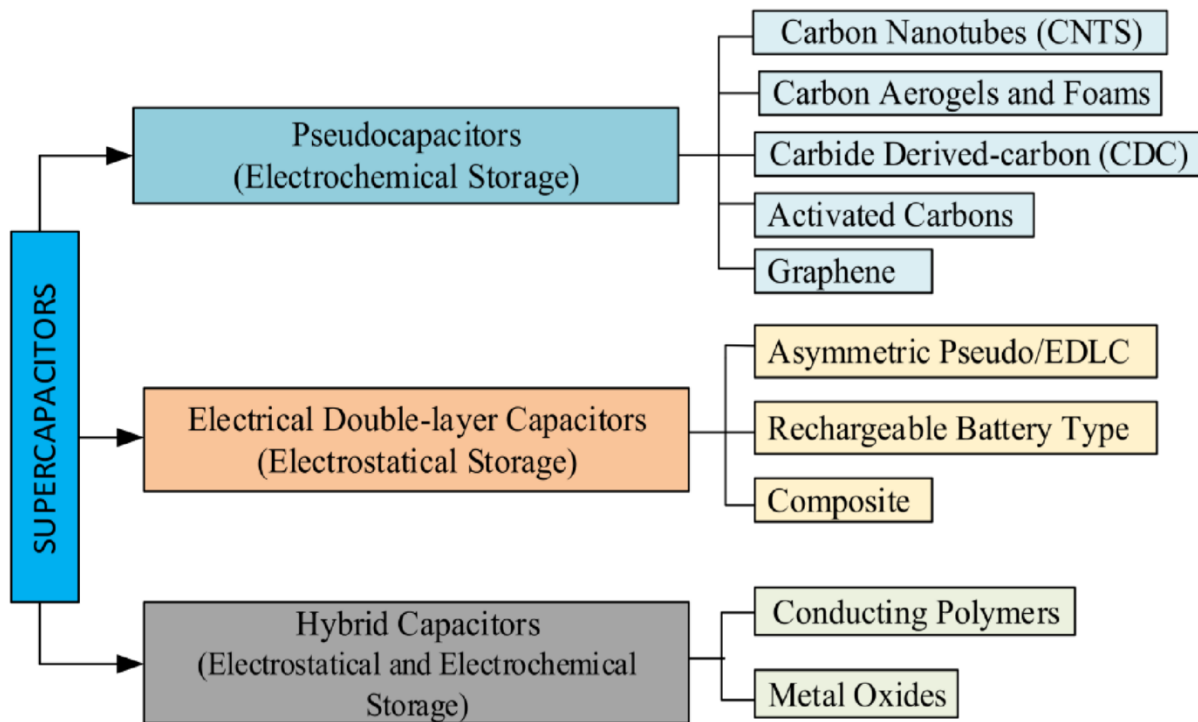 SUPERCAPACITORS
Pseudocapacitors
(Electrochemical Storage)
Carbon Nanotubes (CNTS)
Carbon Aerogels and Foams
Carbide Derived-carbon (CDC)
Activated Carbons
Graphene
Electrical Double-layer Capacitors
(Electrostatical Storage)
Asymmetric Pseudo/EDLC
Rechargeable Battery Type
Composite
Hybrid Capacitors
(Electrostatical and Electrochemical
Storage)
Conducting Polymers
Metal Oxides